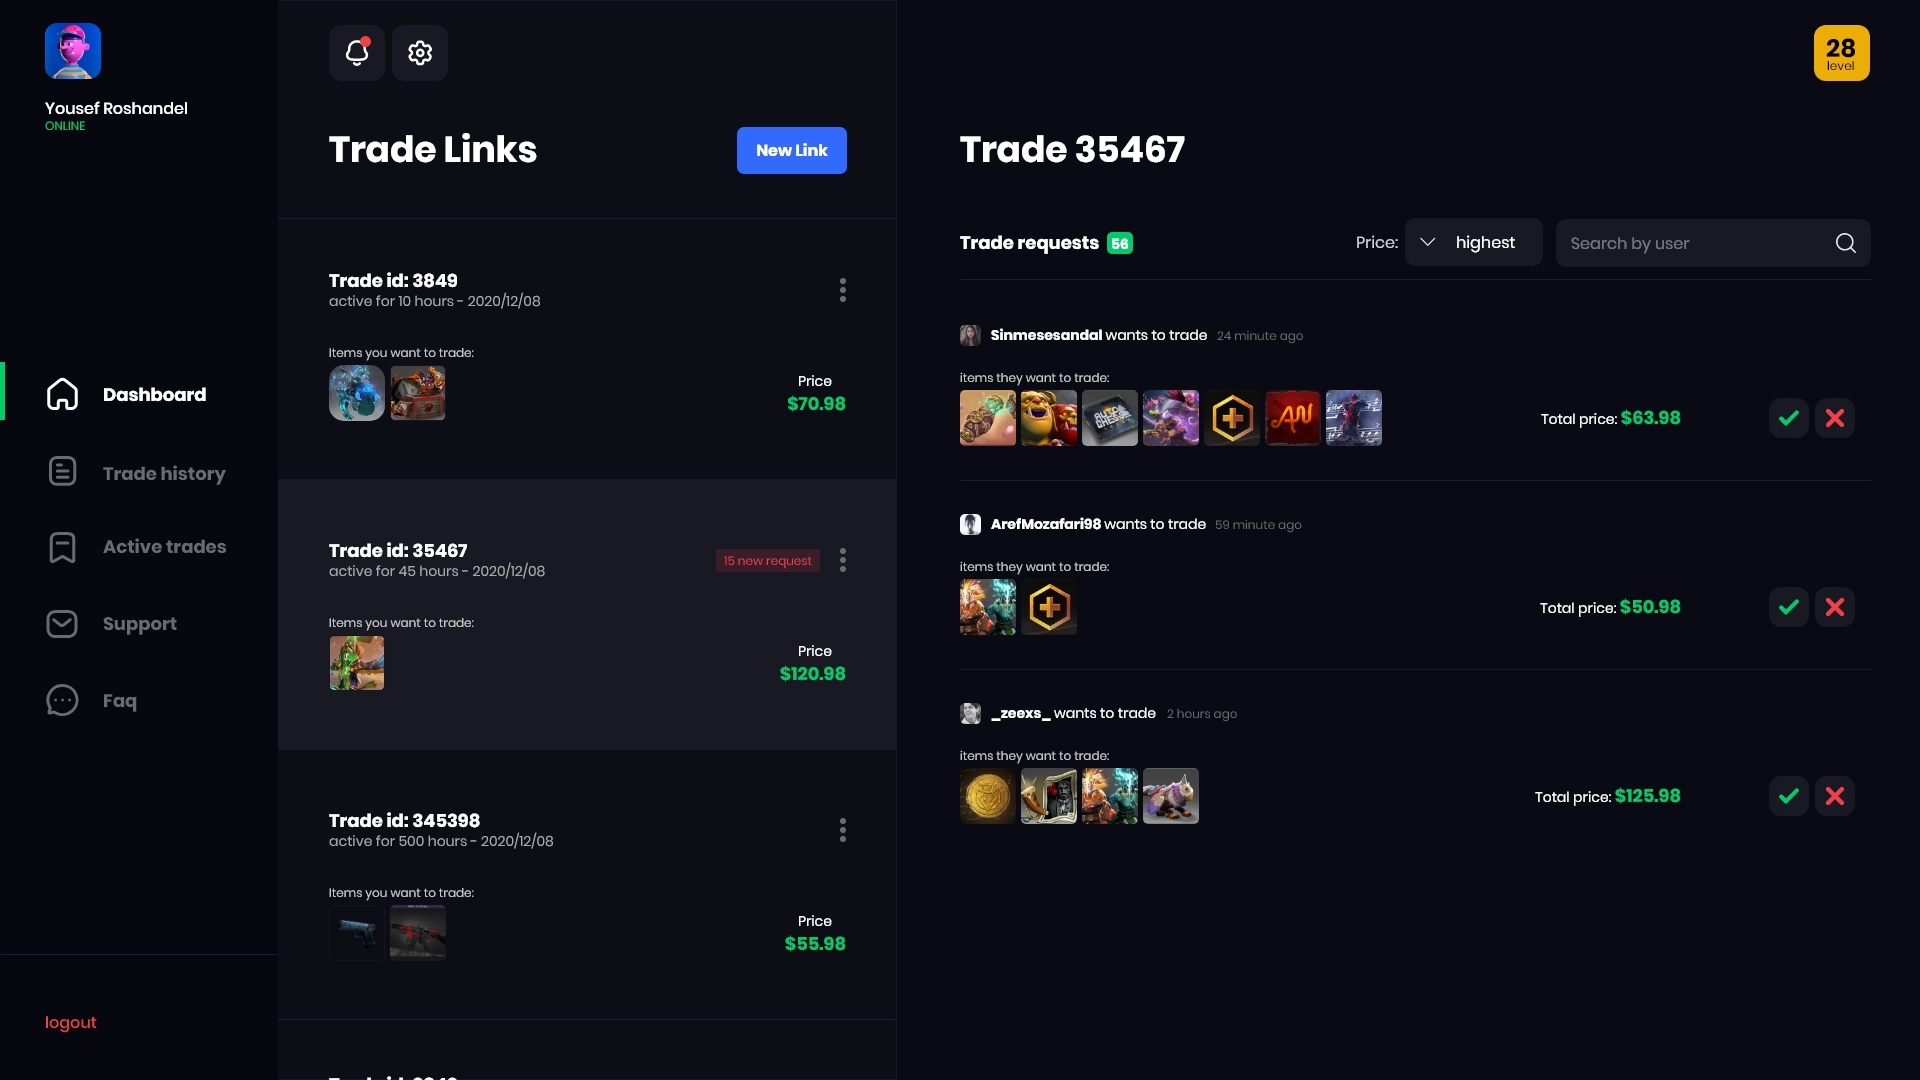 Yousef Roshandel
ONLINE
Dashboard
Trade history
Active trades
Support
Faq
logout
Trade Links
New Link
Trade id: 3849
active for 10 hours - 2020/12/08
Items you want to trade:
Price
$70.98
Trade id: 35467
active for 45 hours - 2020/12/08
15 new request
Items you want to trade:
Price
$120.98
Trade id: 345398
active for 500 hours - 2020/12/08
Items you want to trade:
Price
$55.98
28
level
Trade 35467
Trade requests 56
Price:
highest
Search by user
Sinmesesandal wants to trade 24 minute ago
items they want to trade:
AUTO
CHESS
AN
Total price: $63.98
ArefMozafari98 wants to trade 59 minute ago
items they want to trade:
Total price: $50.98
_zeexs_ wants to trade 2 hours ago
items they want to trade:
Total price: $125.98